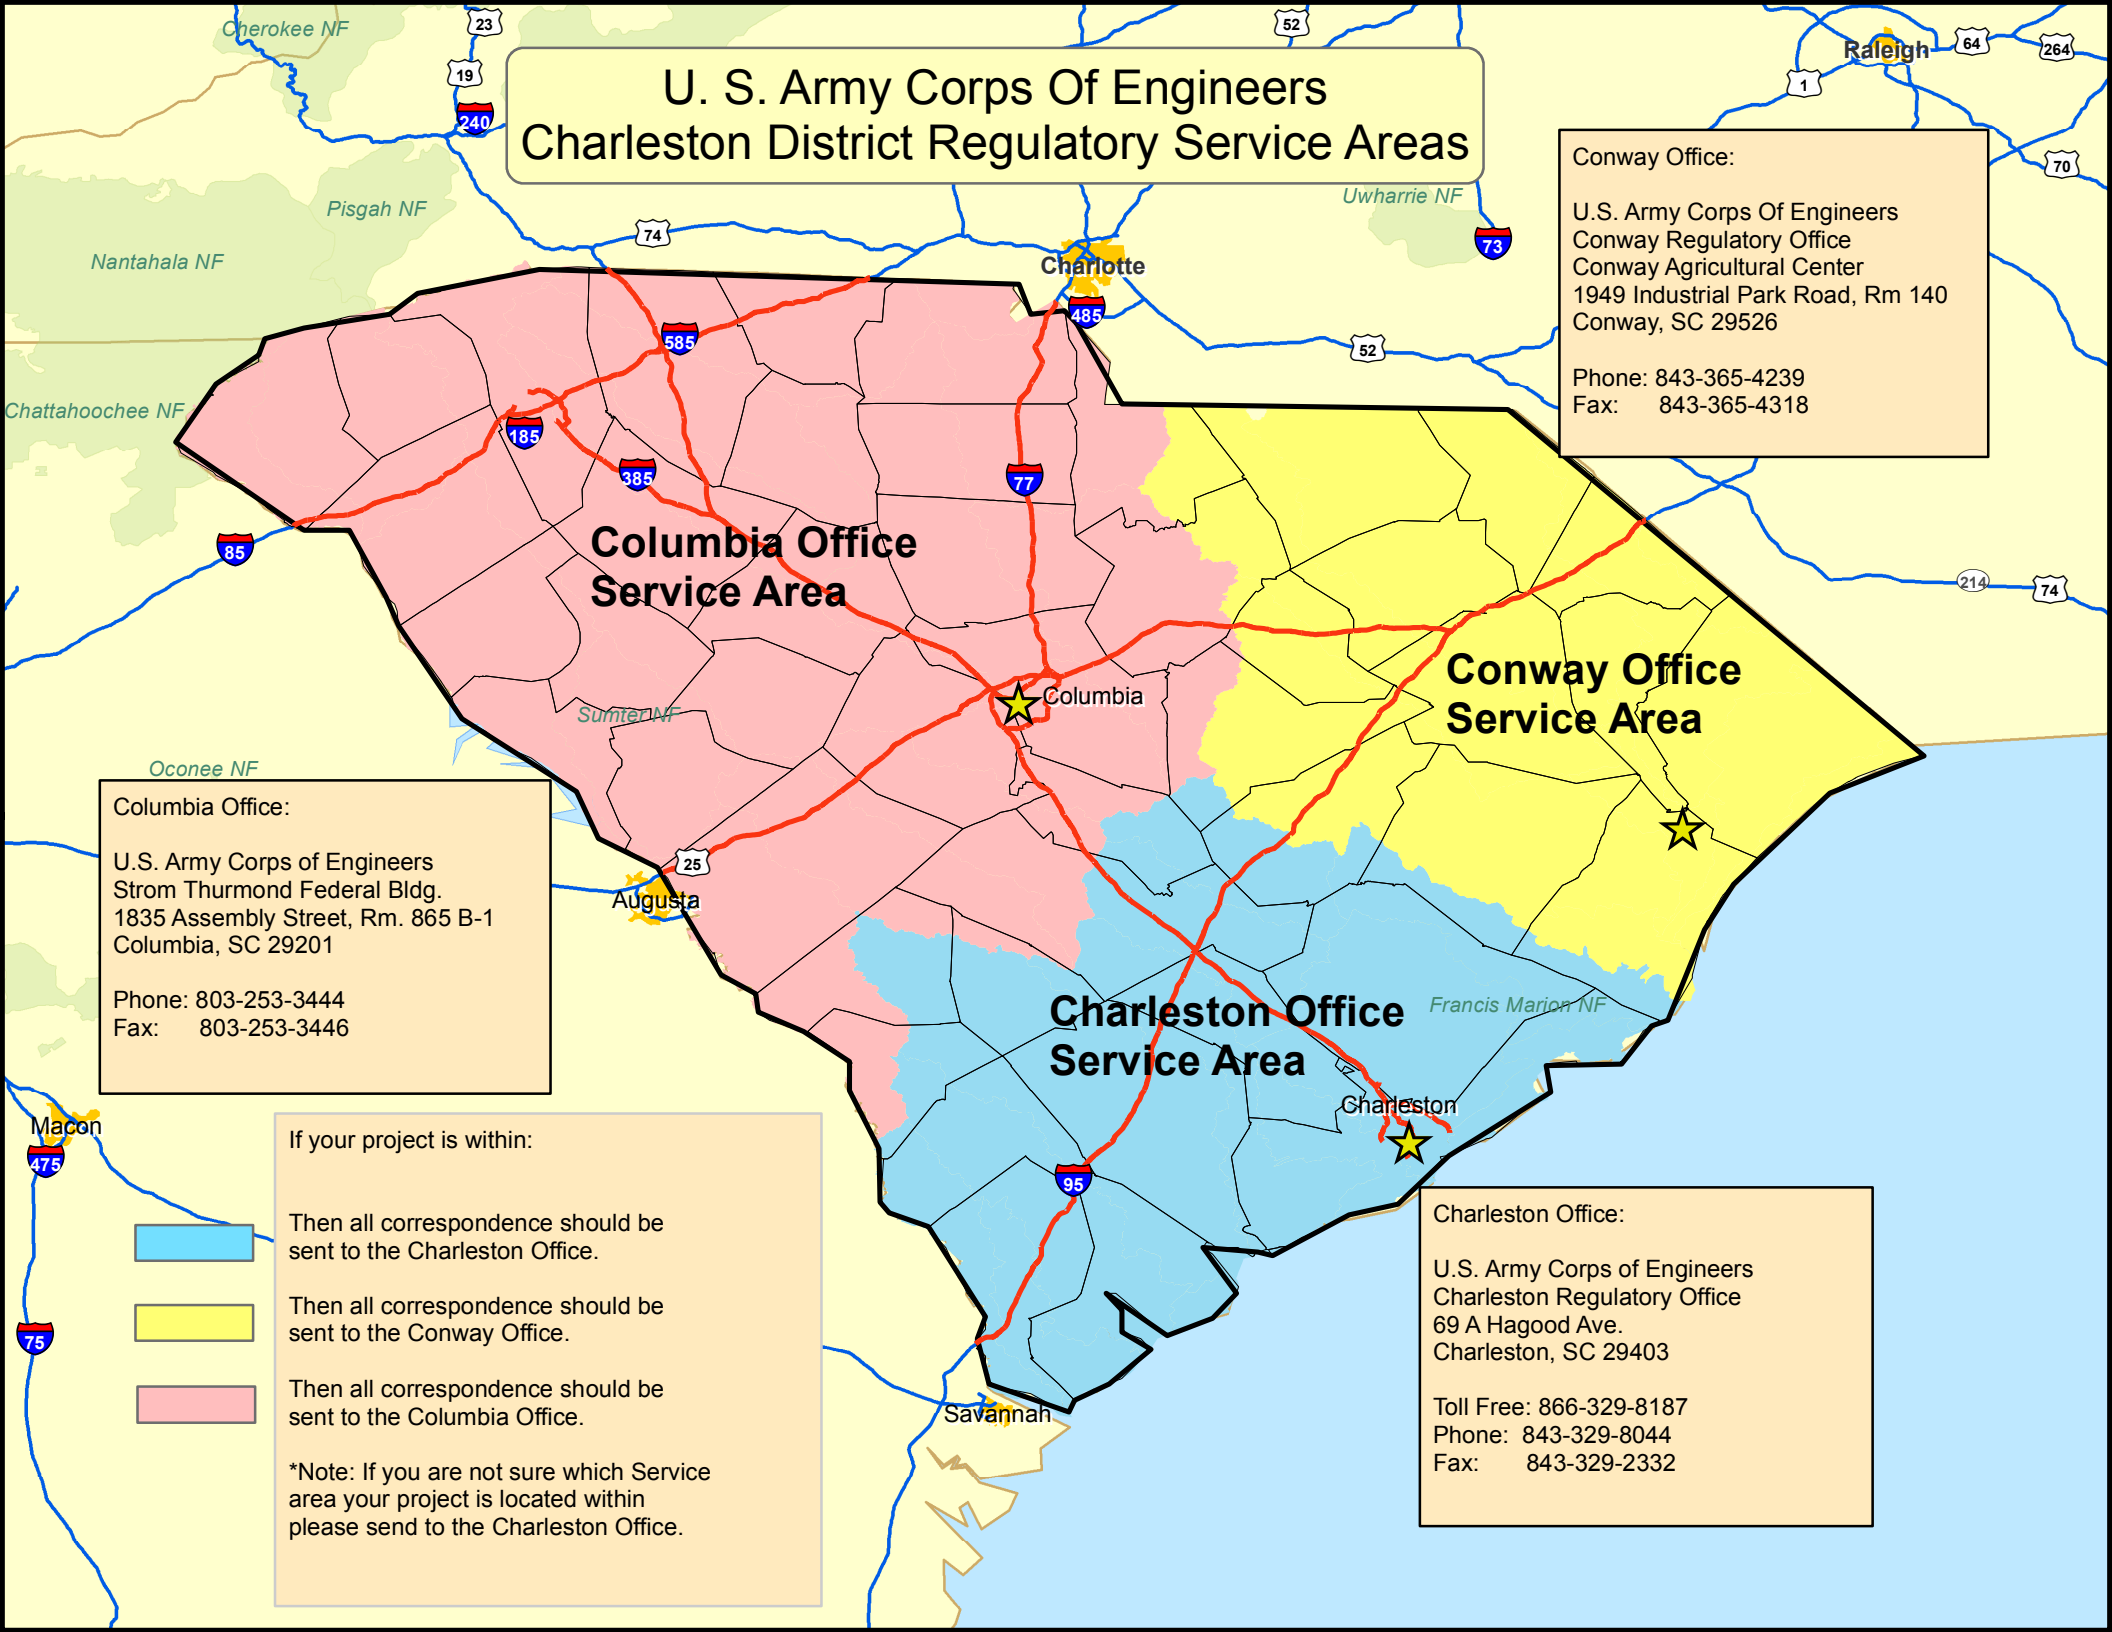 Cherokee NF
23
52
Raleigh
64
264
19
1
240
U. S. Army Corps Of Engineers
Charleston District Regulatory Service Areas
70
Pisgah NF
Uwharrie NF
74
73
Nantahala NF
Charlotte
485
Conway Office:
U.S. Army Corps Of Engineers
Conway Regulatory Office
Conway Agricultural Center
1949 Industrial Park Road, Rm 140
Conway, SC 29526
Phone: 843-365-4239
Fax: 843-365-4318
585
52
Chattahoochee NF
185
385
77
85
Columbia Office
Service Area
214
74
Conway Office
Service Area
Columbia
Sumter NF
Oconee NF
Columbia Office:
U.S. Army Corps of Engineers
Strom Thurmond Federal Bldg.
1835 Assembly Street, Rm. 865 B-1
Columbia, SC 29201
Phone: 803-253-3444
Fax: 803-253-3446
25
Augusta
Charleston Office
Service Area
Francis Marion NF
Charleston
Macon
475
95
75
If your project is within:
Then all correspondence should be
sent to the Charleston Office.
Then all correspondence should be
sent to the Conway Office.
Then all correspondence should be
sent to the Columbia Office.
*Note: If you are not sure which Service
area your project is located within
please send to the Charleston Office.
Savannah
Charleston Office:
U.S. Army Corps of Engineers
Charleston Regulatory Office
69 A Hagood Ave.
Charleston, SC 29403
Toll Free: 866-329-8187
Phone: 843-329-8044
Fax: 843-329-2332